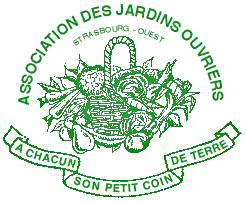 ASSOCIATION DES JARDINS OUVRIERS
STRASBOURG - OUEST
A CHACUN
SON PETIT COIN
DE TERRE